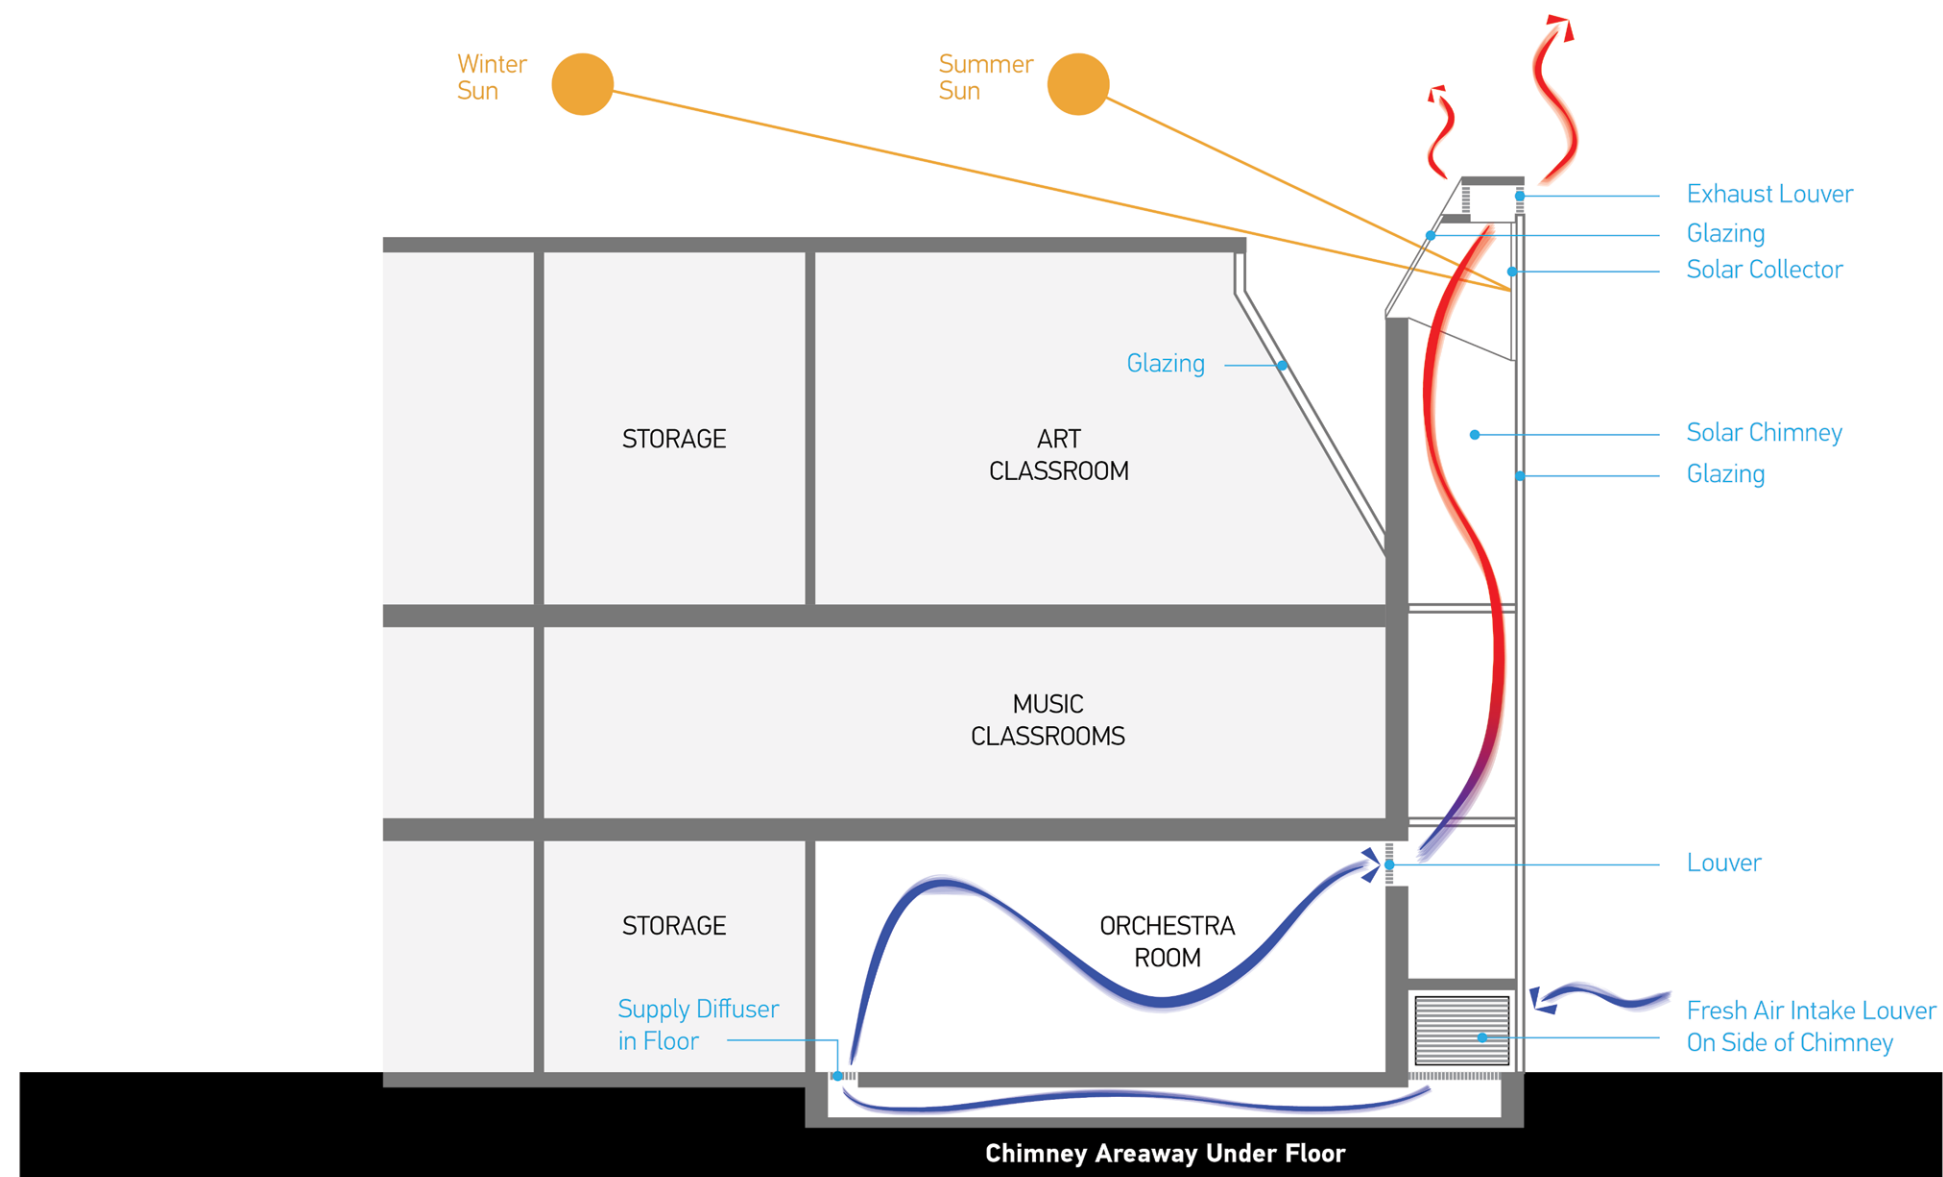 Winter
Sun
Summer
Sun
Exhaust Louver
Glazing
Solar Collector
Glazing
STORAGE
ART
CLASSROOM
Solar Chimney
Glazing
MUSIC
CLASSROOMS
Louver
STORAGE
ORCHESTRA
ROOM
Supply Diffuser
in Floor
Fresh Air Intake Louver
On Side of Chimney
Chimney Areaway Under Floor